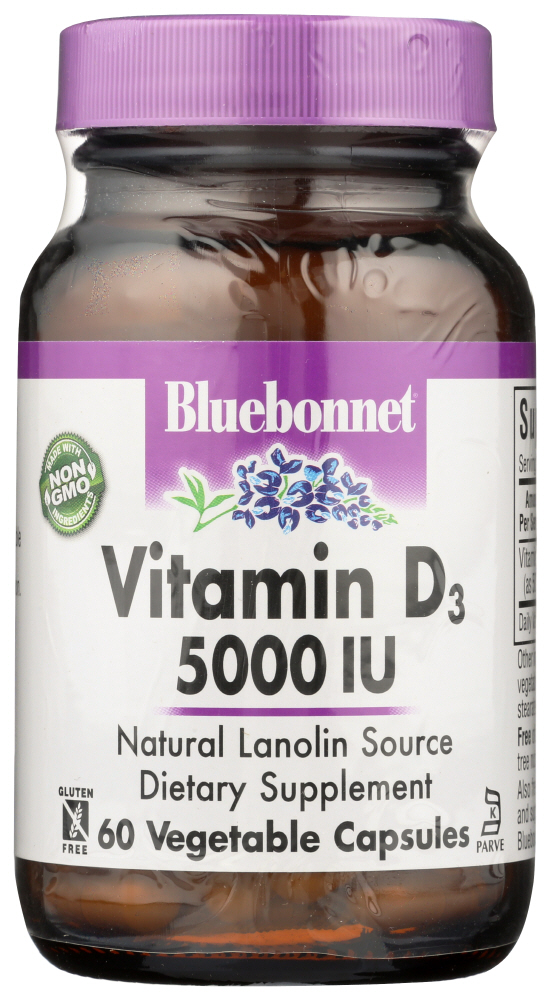 Bluebonnet
MADE WITH
NON
GMO
INGREDIENTS
Vitamin D3
5000 IU
Natural Lanolin Source
Dietary Supplement
GLUTEN
FREE
60 Vegetable Capsules
K
PARVE
Free